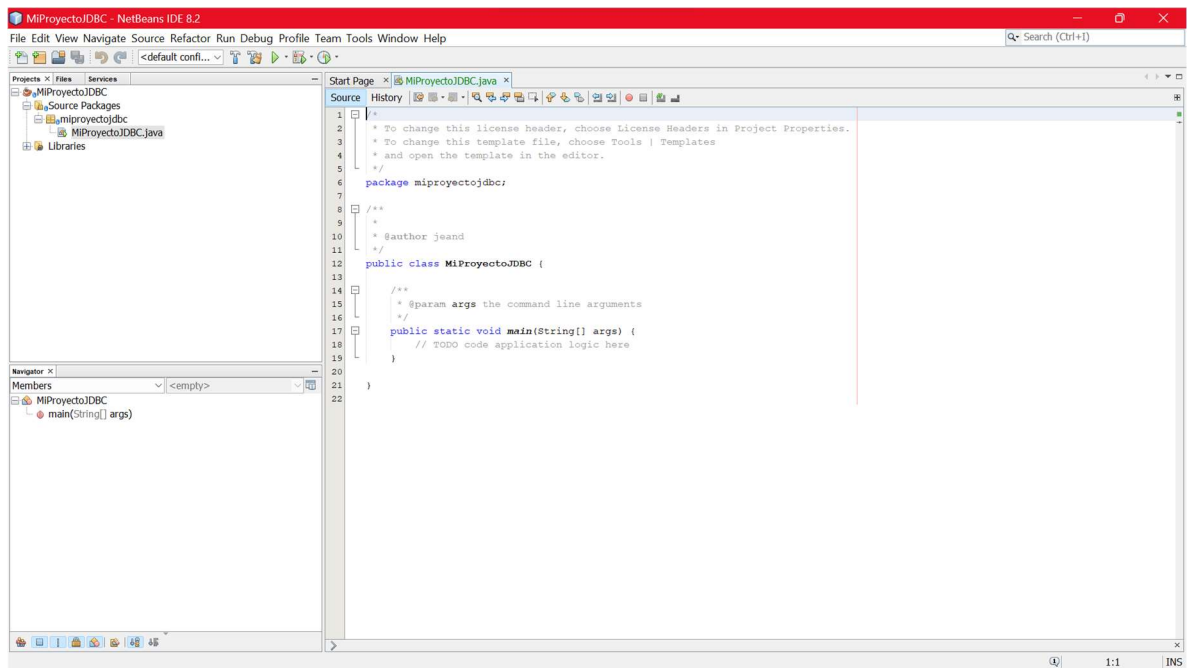 MiProyectoJDBC - NetBeans IDE 8.2
File Edit View Navigate Source Refactor Run Debug Profile Team Tools Window Help
Search (Ctrl+I)
<default confi...
Projects Files Services
MiProyectoJDBC
Source Packages
miproyectojdbc
MiProyectoJDBC.java
Libraries
Start Page MiProyectoJDBC.java
Source History
1 /*
2 * To change this license header, choose License Headers in Project Properties.
3 * To change this template file, choose Tools | Templates
4 * and open the template in the editor.
5 */
6 package miproyectojdbc;
7
8 /**
9 *
10 * @author jeand
11 */
12 public class MiProyectoJDBC {
13
14 /**
15 * @param args the command line arguments
16 */
17 public static void main(String[] args) {
18 // TODO code application logic here
19 }
20
21 }
22
Navigator
Members <empty>
MiProyectoJDBC
main(String[] args)
1:1 INS